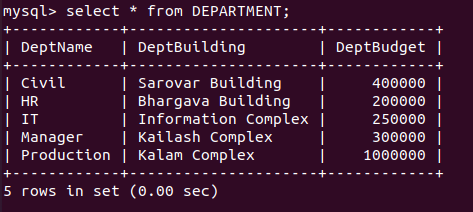 mysql> select * from DEPARTMENT;
+------------+---------------------+------------+
| DeptName   | DeptBuilding        | DeptBudget |
+------------+---------------------+------------+
| Civil      | Sarovar Building    |     400000 |
| HR         | Bhargava Building   |     200000 |
| IT         | Information Complex |     250000 |
| Manager    | Kailash Complex     |     300000 |
| Production | Kalam Complex       |    1000000 |
+------------+---------------------+------------+
5 rows in set (0.00 sec)